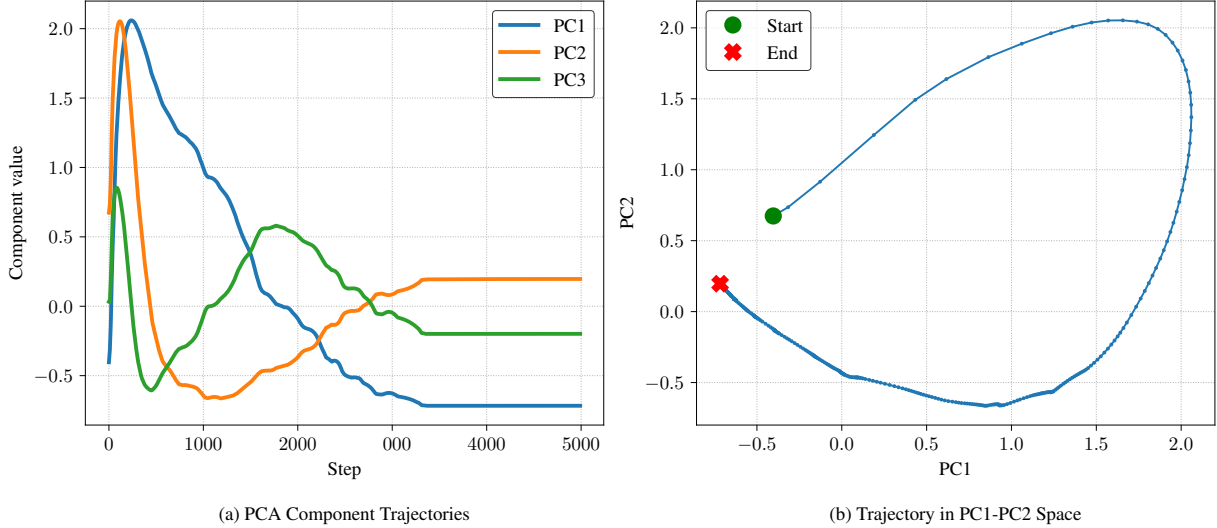 2.0
1.5
1.0
0.5
0.0
−0.5
Component value
PC1
PC2
PC3
0
1000
2000
000
4000
5000
Step
(a) PCA Component Trajectories
2.0
1.5
1.0
0.5
0.0
−0.5
PC2
Start
End
−0.5
0.0
0.5
1.0
1.5
2.0
PC1
(b) Trajectory in PC1-PC2 Space